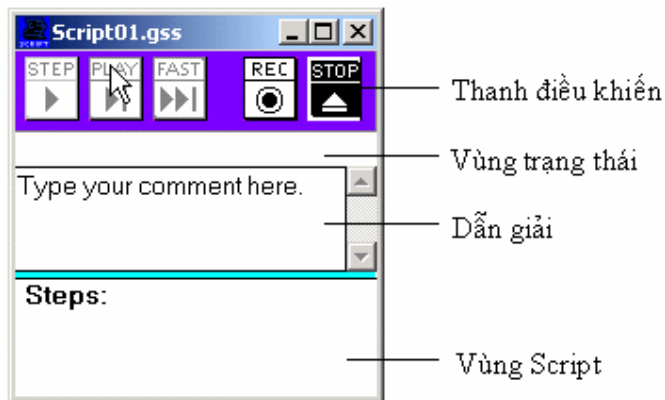 Script01.gss
STEP PLAY FAST REC STOP
Thanh điều khiến
Vùng trạng thái
Type your comment here.
Dẫn giải
Steps:
Vùng Script